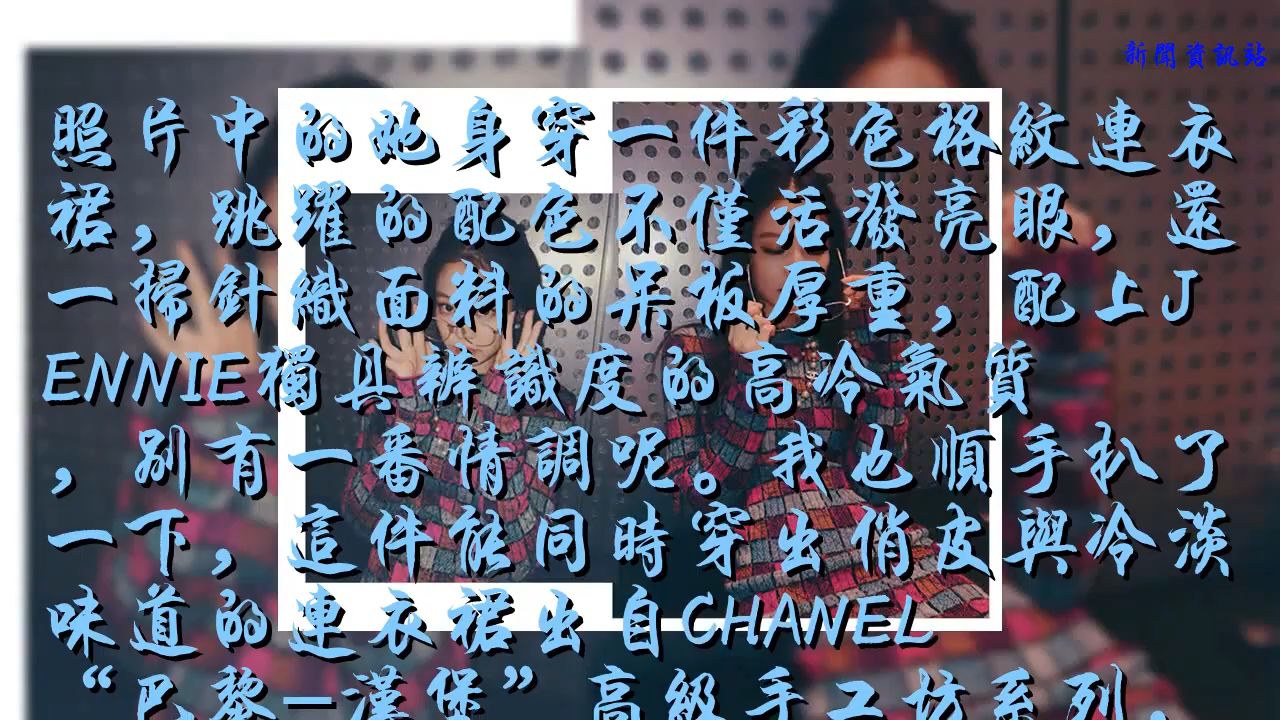 新聞資訊站
照片中的她身穿一件彩色格紋連衣
裙，跳躍的配色不僅活潑亮眼，還
一掃針織面料的呆板厚重，配上J
ENNIE獨具辨識度的高冷氣質
，別有一番情調呢。我也順手扒了
一下，這件能同時穿出俏皮與冷淡
味道的連衣裙出自CHANEL
“巴黎—漢堡”高級手工坊系列，